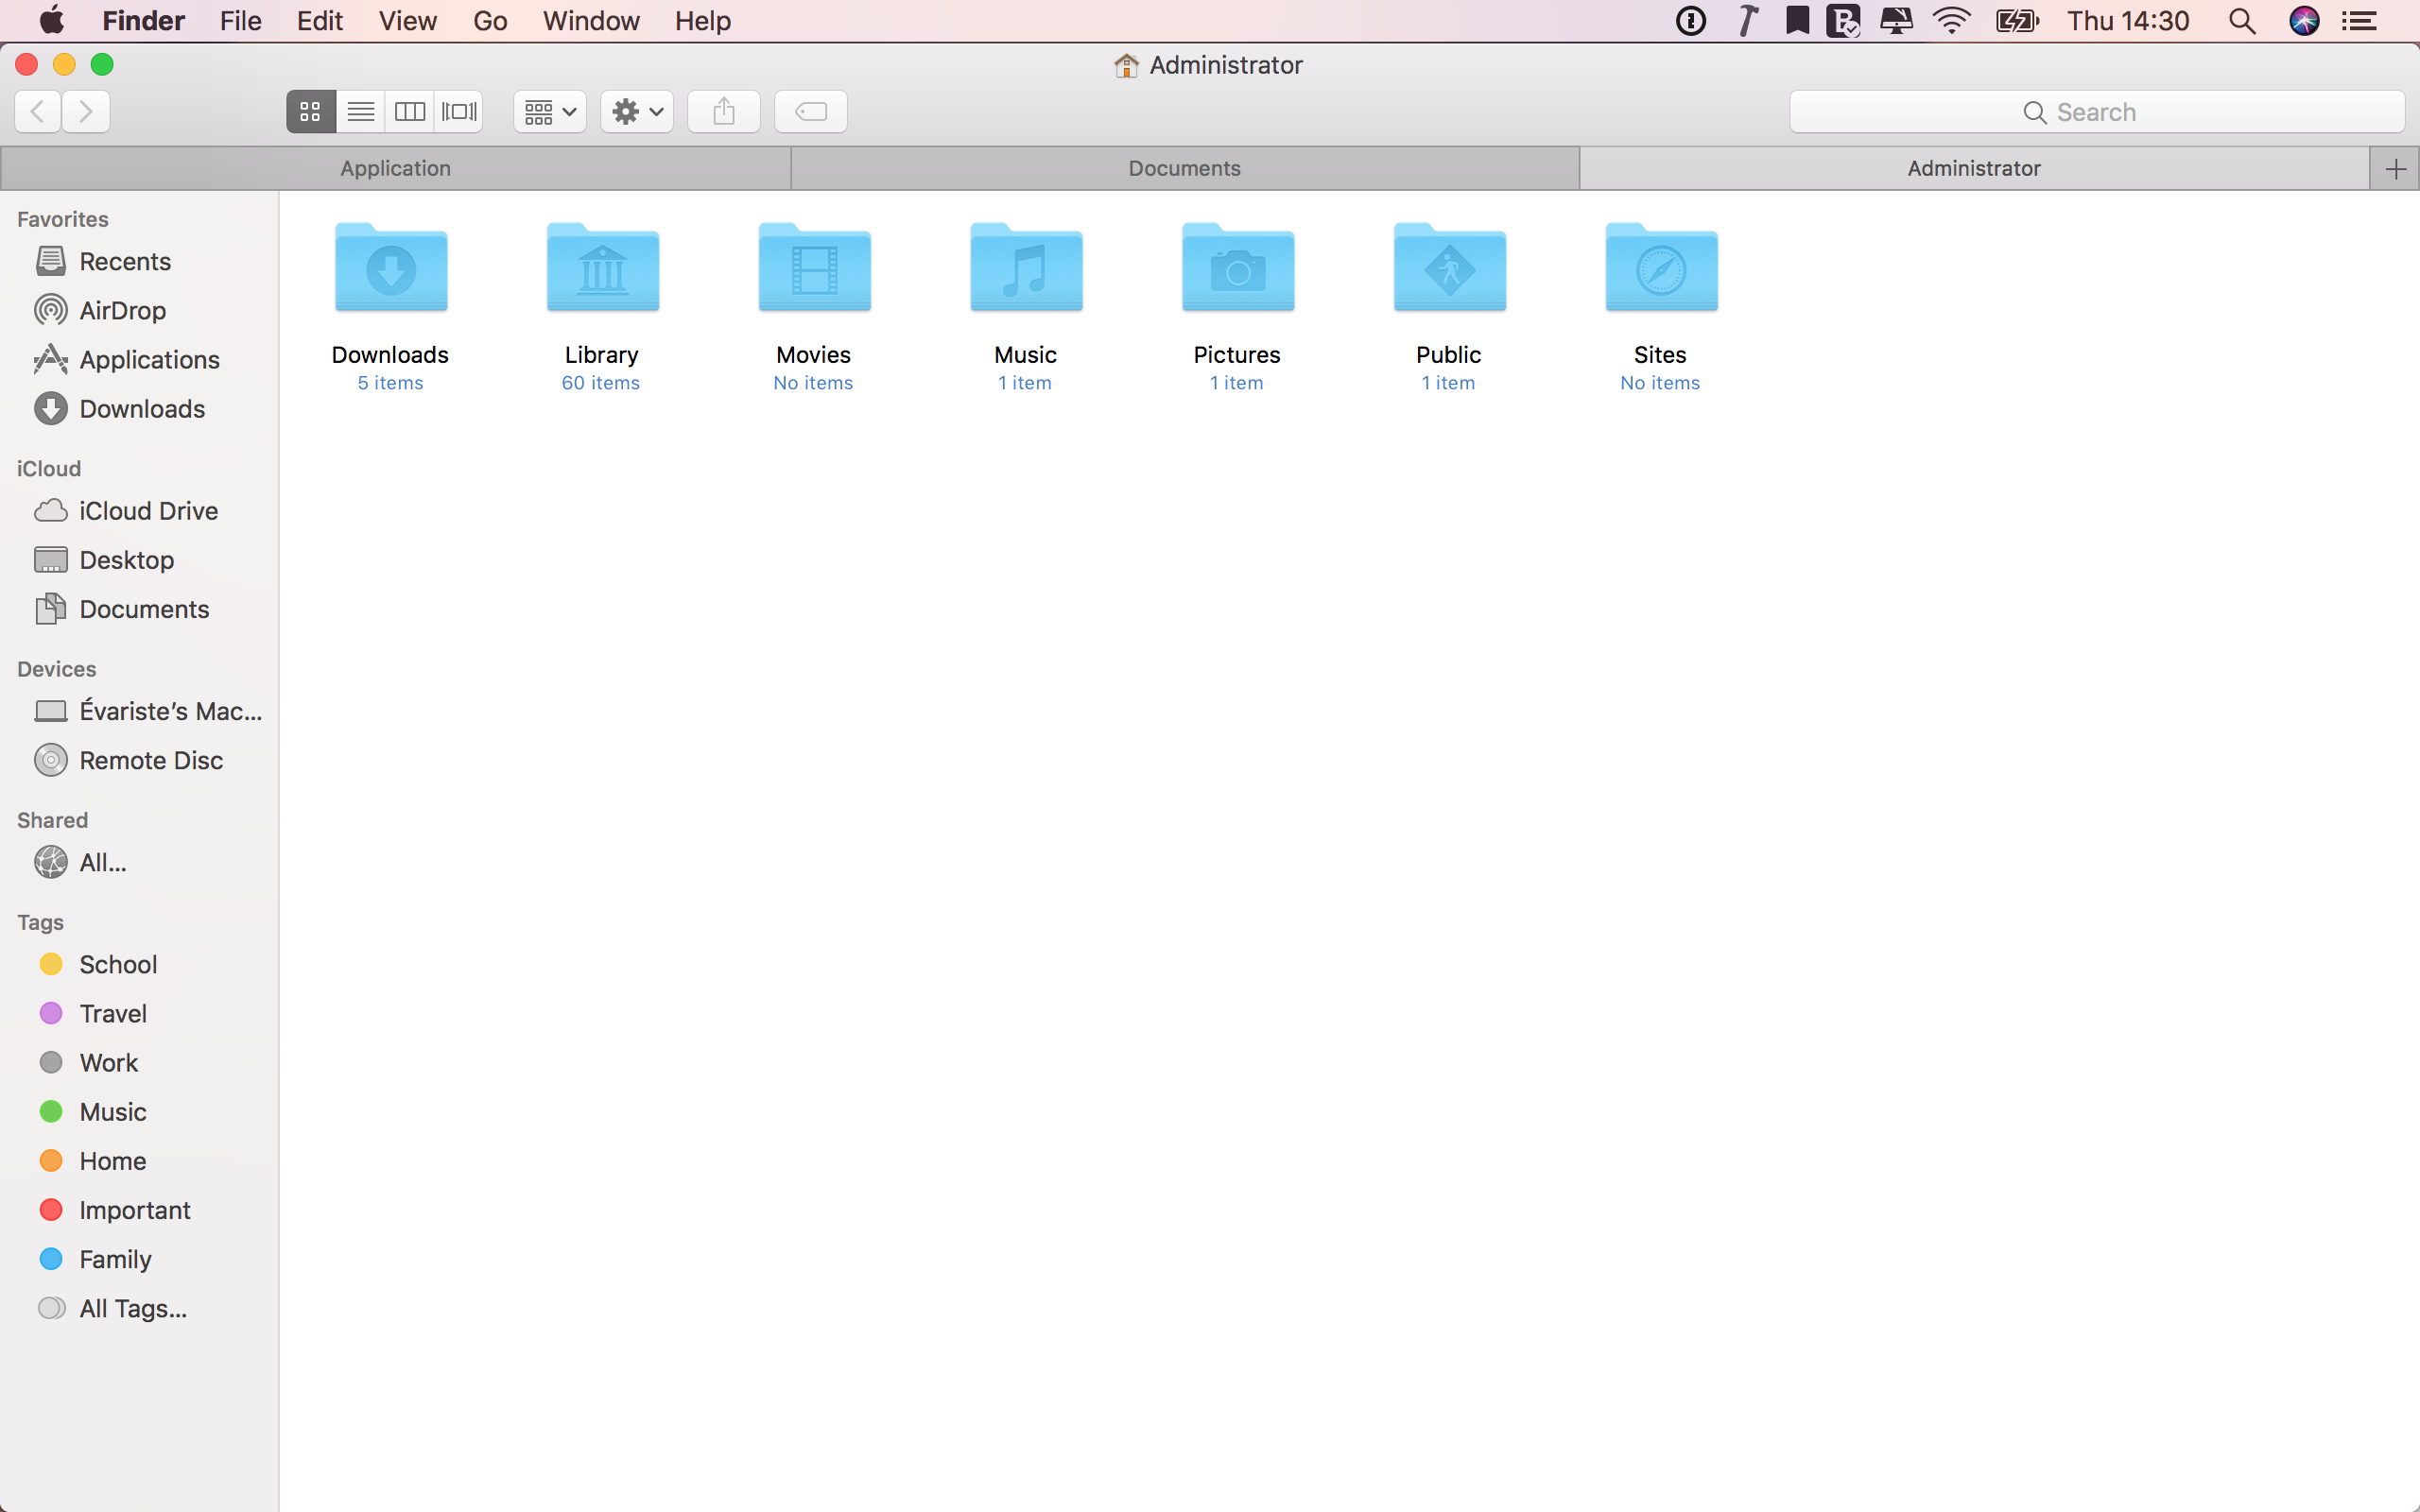 Finder File Edit View Go Window Help Thu 14:30
Administrator
Search
Application Documents Administrator
Favorites
Recents
AirDrop
Applications
Downloads
iCloud
iCloud Drive
Desktop
Documents
Devices
Évariste’s Mac...
Remote Disc
Shared
All...
Tags
School
Travel
Work
Music
Home
Important
Family
All Tags...
Downloads Library Movies Music Pictures Public Sites
5 items 60 items No items 1 item 1 item 1 item No items